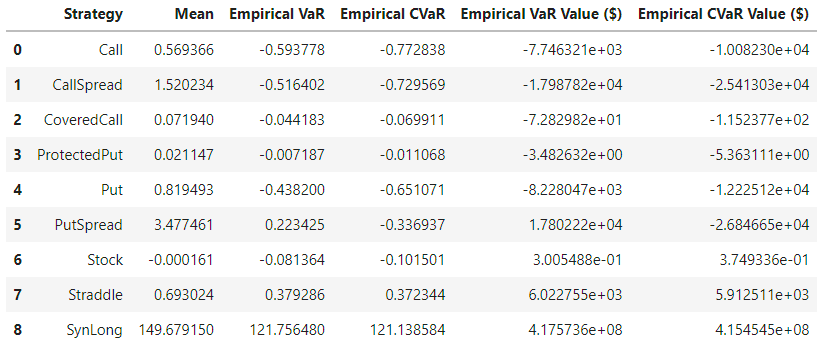 Strategy Mean Empirical VaR Empirical CVaR Empirical VaR Value ($) Empirical CVaR Value ($)
0 Call 0.569366 -0.593778 -0.772838 -7.746321e+03 -1.008230e+04
1 CallSpread 1.520234 -0.516402 -0.729569 -1.798782e+04 -2.541303e+04
2 CoveredCall 0.071940 -0.044183 -0.069911 -7.282982e+01 -1.152377e+02
3 ProtectedPut 0.021147 -0.007187 -0.011068 -3.482632e+00 -5.363111e+00
4 Put 0.819493 -0.438200 -0.651071 -8.228047e+03 -1.222512e+04
5 PutSpread 3.477461 0.223425 -0.336937 1.780222e+04 -2.684665e+04
6 Stock -0.000161 -0.081364 -0.101501 3.005488e-01 3.749336e-01
7 Straddle 0.693024 0.379286 0.372344 6.022755e+03 5.912511e+03
8 SynLong 149.679150 121.756480 121.138584 4.175736e+08 4.154545e+08